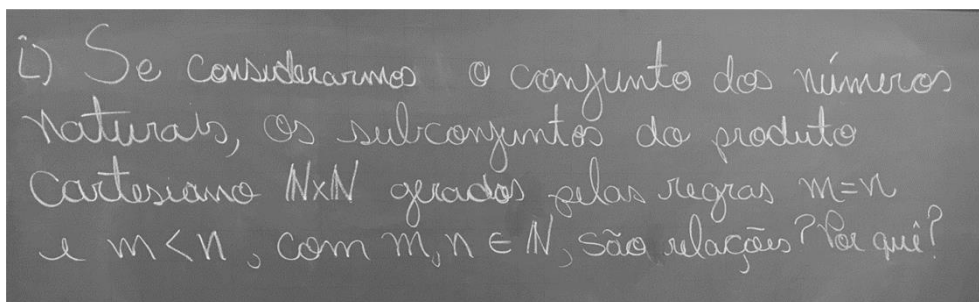 i) Se considerarmos o conjunto dos números
naturais, os subconjuntos do produto
cartesiano ℕxℕ gerados pelas regras m=n
e m<n, com m,n ∈ ℕ, são relações? Por quê?